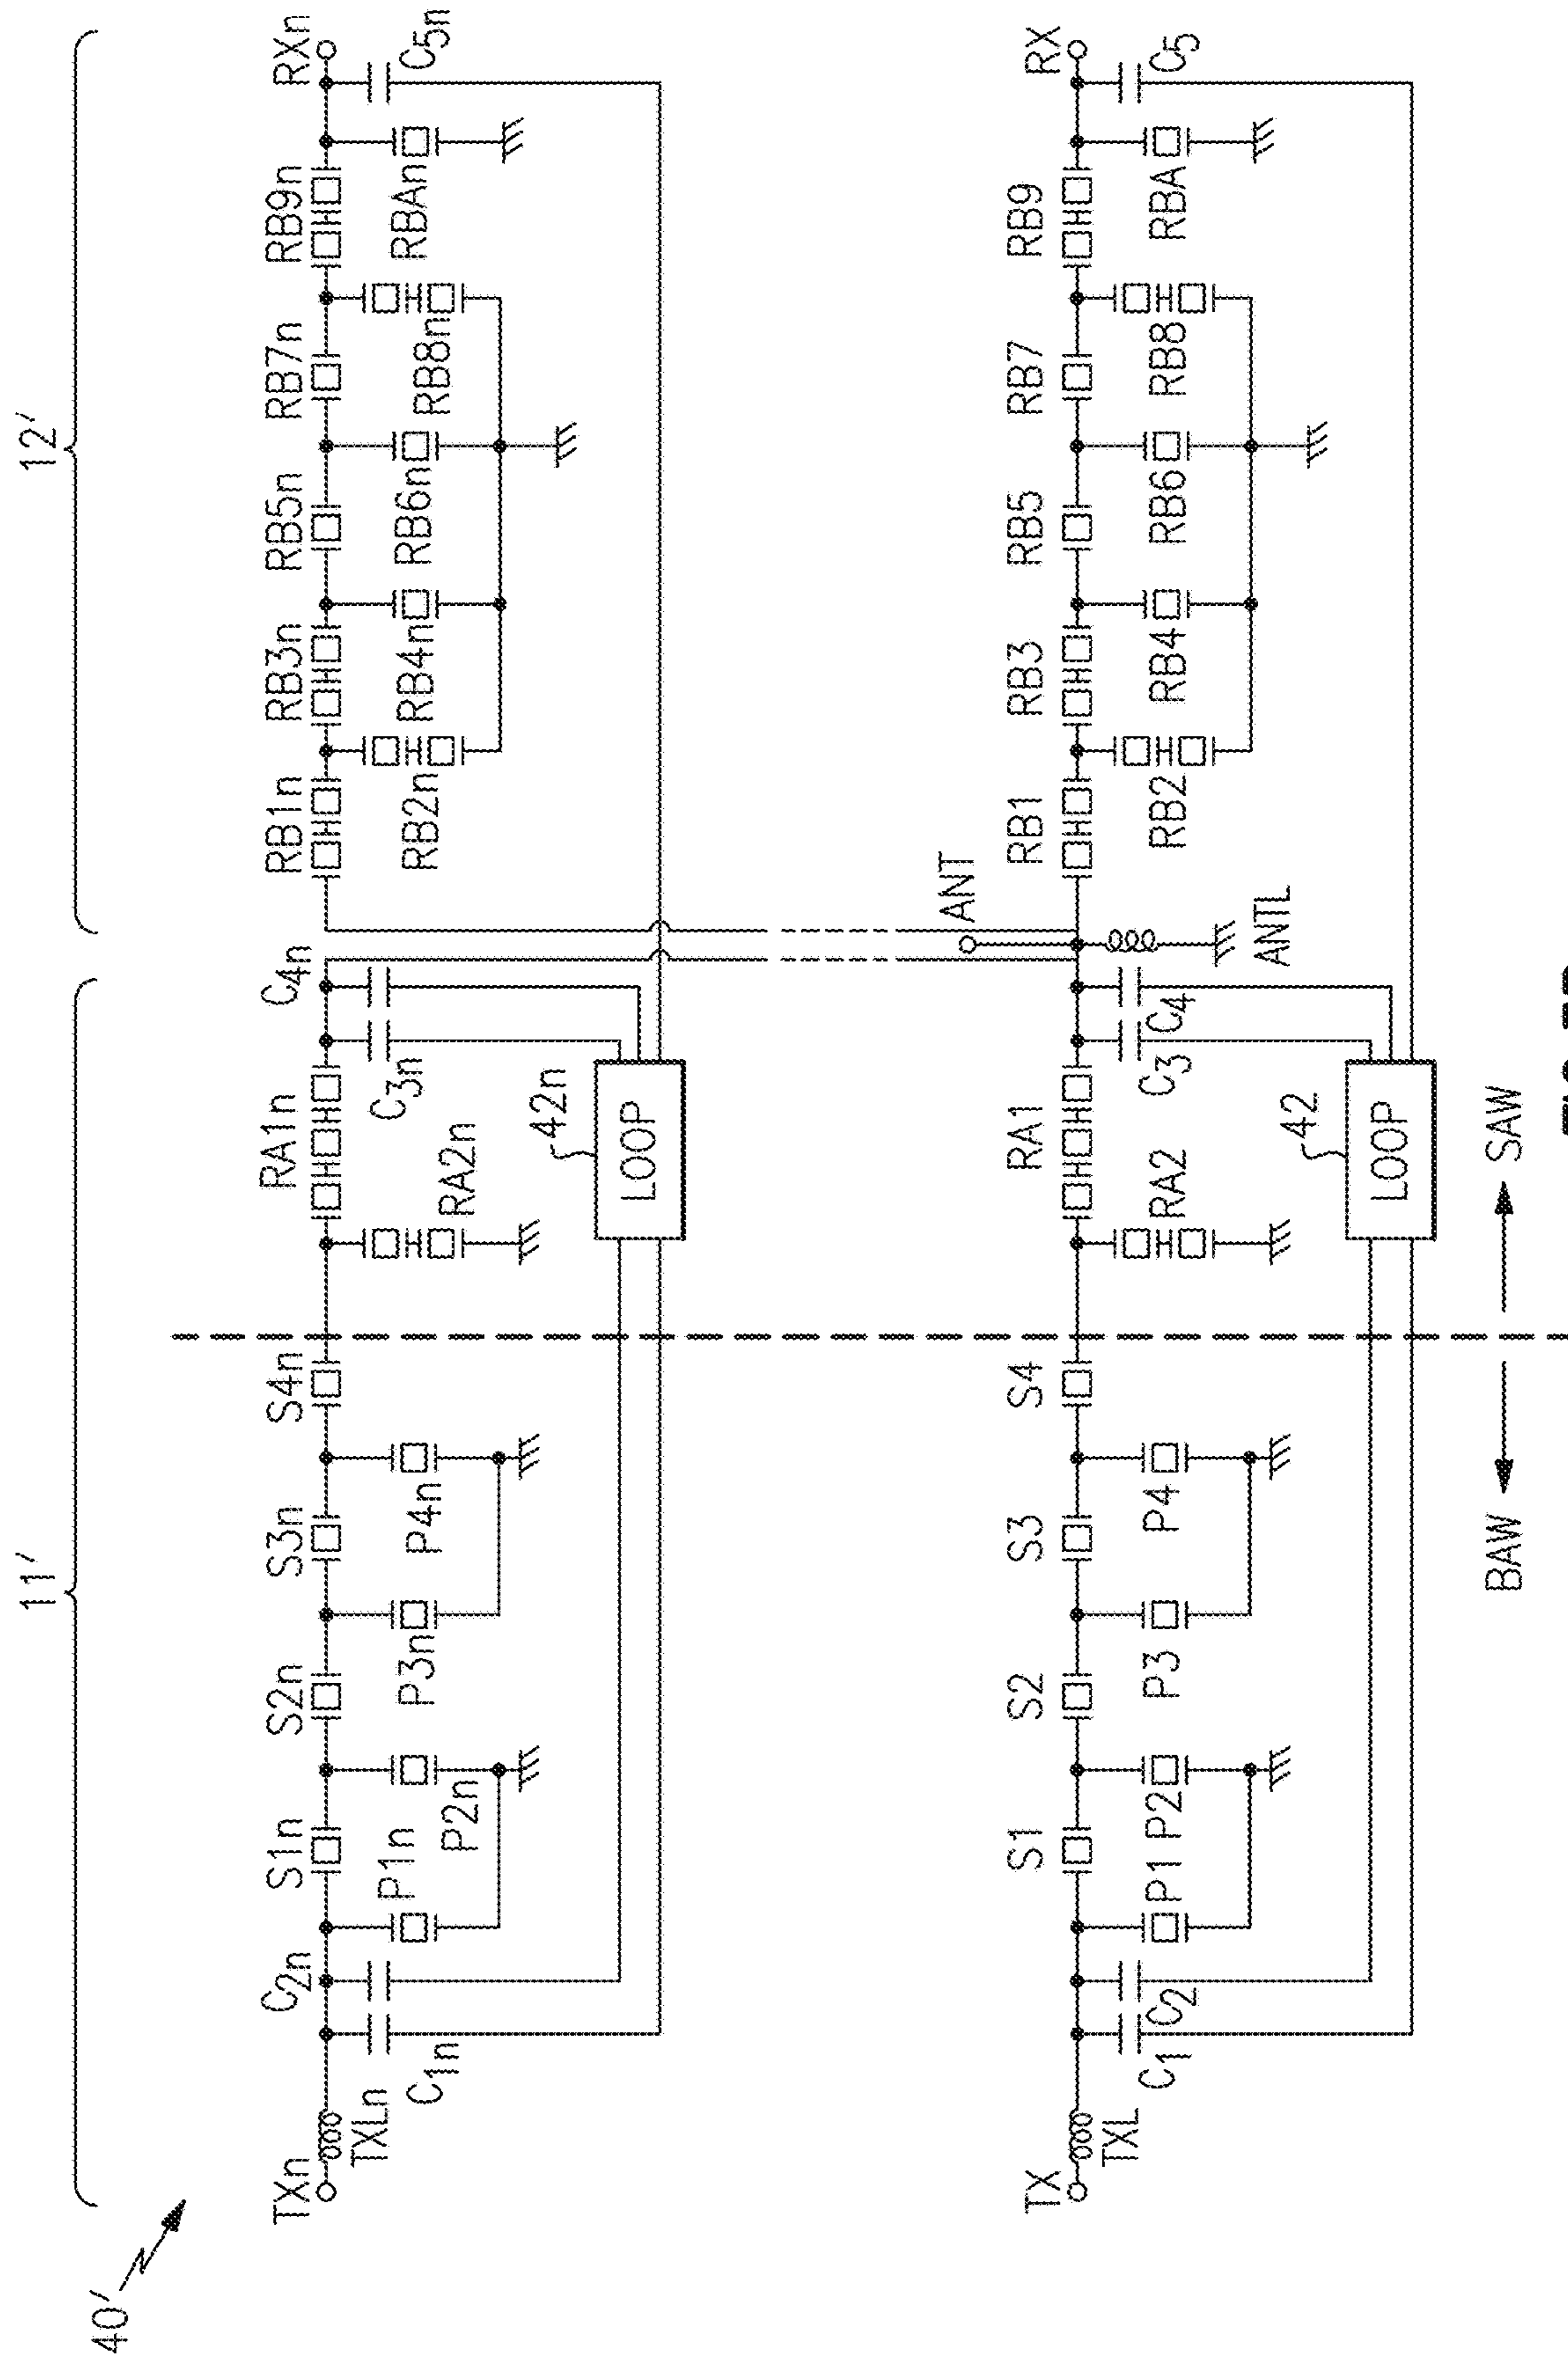 40'
11'
12'
TXn
TXLn
C1n
C2n
P1n
S1n
P2n
S2n
P3n
S3n
P4n
S4n
RA2n
RA1n
C3n
C4n
42n
LOOP
RB1n
RB2n
RB3n
RB4n
RB5n
RB6n
RB7n
RB8n
RB9n
RBAn
RXn
C5n
TX
TXL
C1
C2
P1
S1
P2
S2
P3
S3
P4
S4
RA2
RA1
C3
C4
42
LOOP
ANT
ANTL
RB1
RB2
RB3
RB4
RB5
RB6
RB7
RB8
RB9
RBA
RX
C5
BAW
SAW